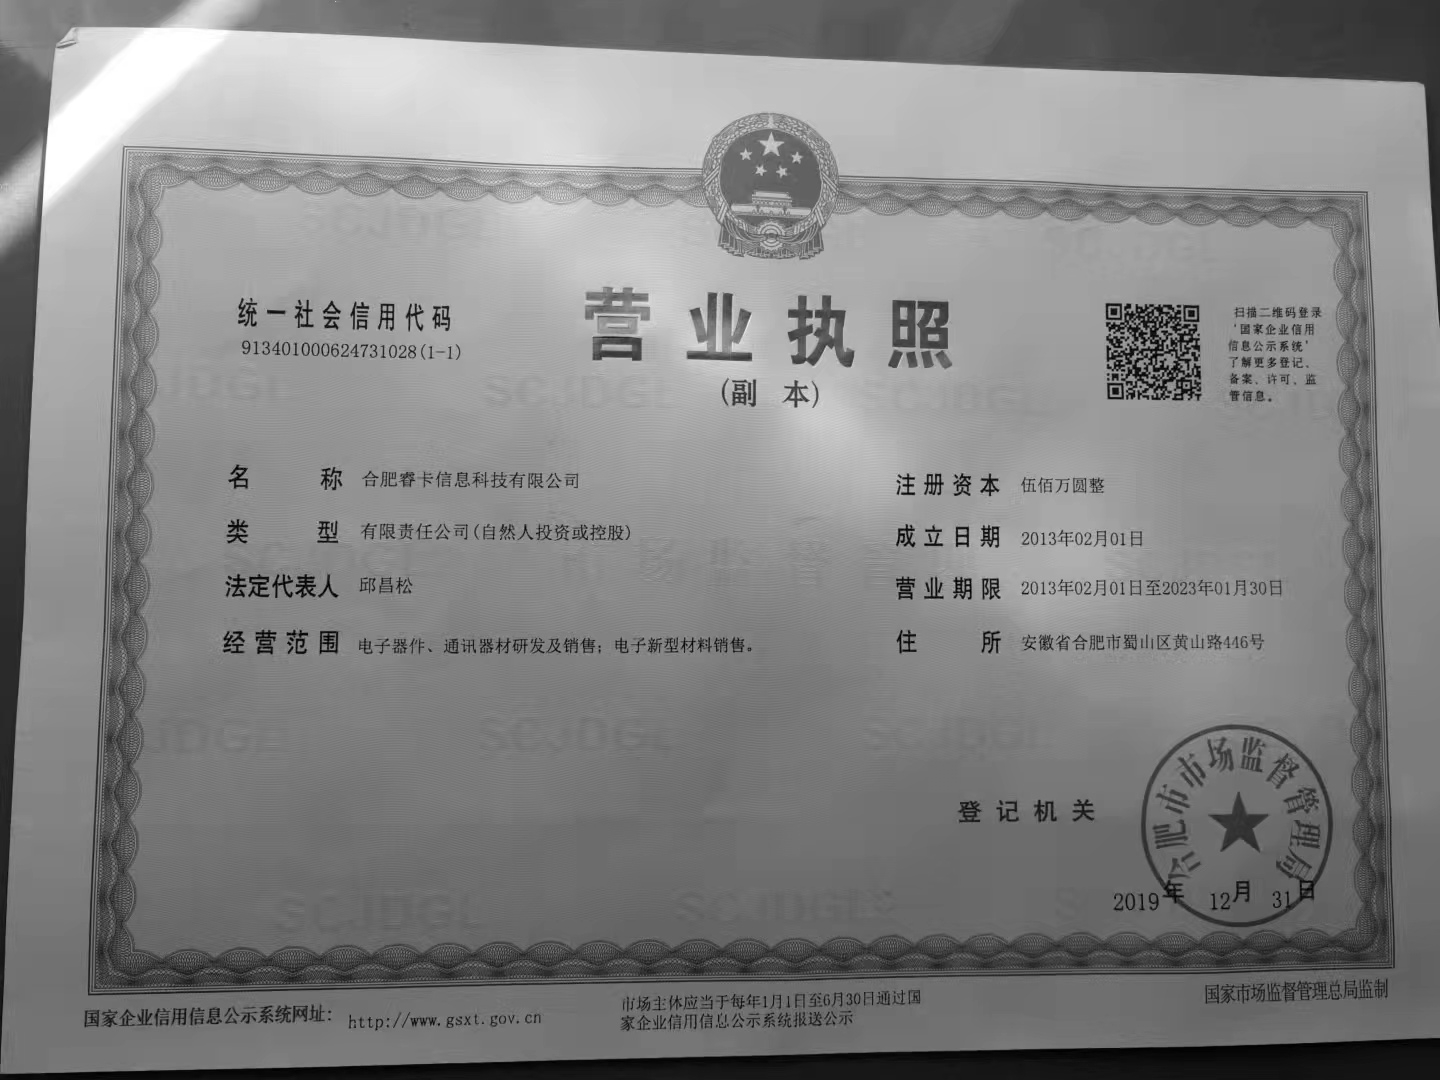 营业执照
(副 本)
统一社会信用代码
913401000624731028(1-1)
扫描二维码登录
'国家企业信用
信息公示系统'
了解更多登记、
备案、许可、监
管信息。
名 称 合肥睿卡信息科技有限公司
类 型 有限责任公司(自然人投资或控股)
法定代表人 邱昌松
经营范围 电子器件、通讯器材研发及销售；电子新型材料销售。
注册资本 伍佰万圆整
成立日期 2013年02月01日
营业期限 2013年02月01日至2023年01月30日
住 所 安徽省合肥市蜀山区黄山路446号
登记机关
合肥市市场监督管理局
2019年 12月 31日
国家企业信用信息公示系统网址: http://www.gsxt.gov.cn
市场主体应当于每年1月1日至6月30日通过国
家企业信用信息公示系统报送公示
国家市场监督管理总局监制